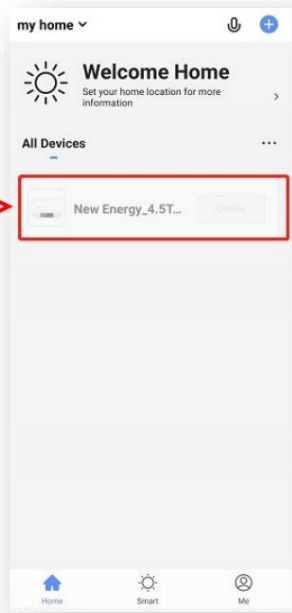 my home
Welcome Home
Set your home location for more
information
All Devices
New Energy_4.5T...
Offline
Home
Smart
Me